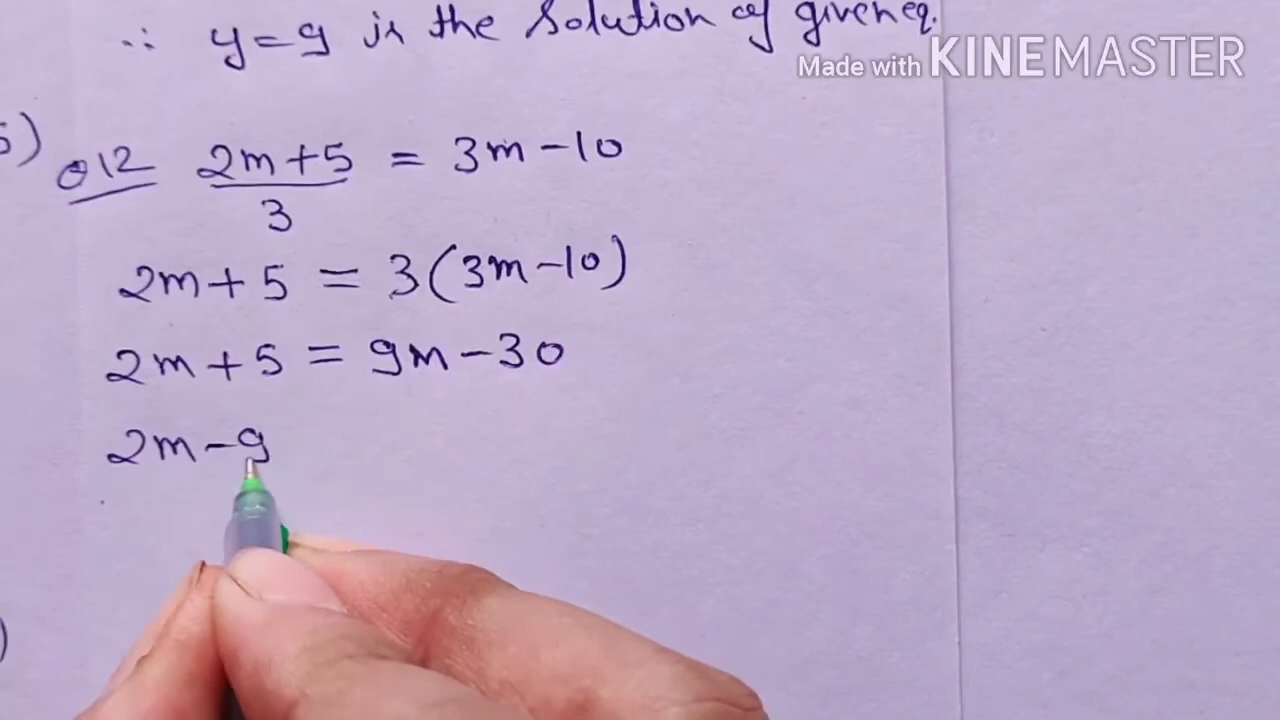 ∴ y=9 is the solution of given eq.
Made with KINEMASTER
5)
Q12 2m+5 = 3m-10
3
2m+5 = 3(3m-10)
2m+5 = 9m-30
2m-9
)